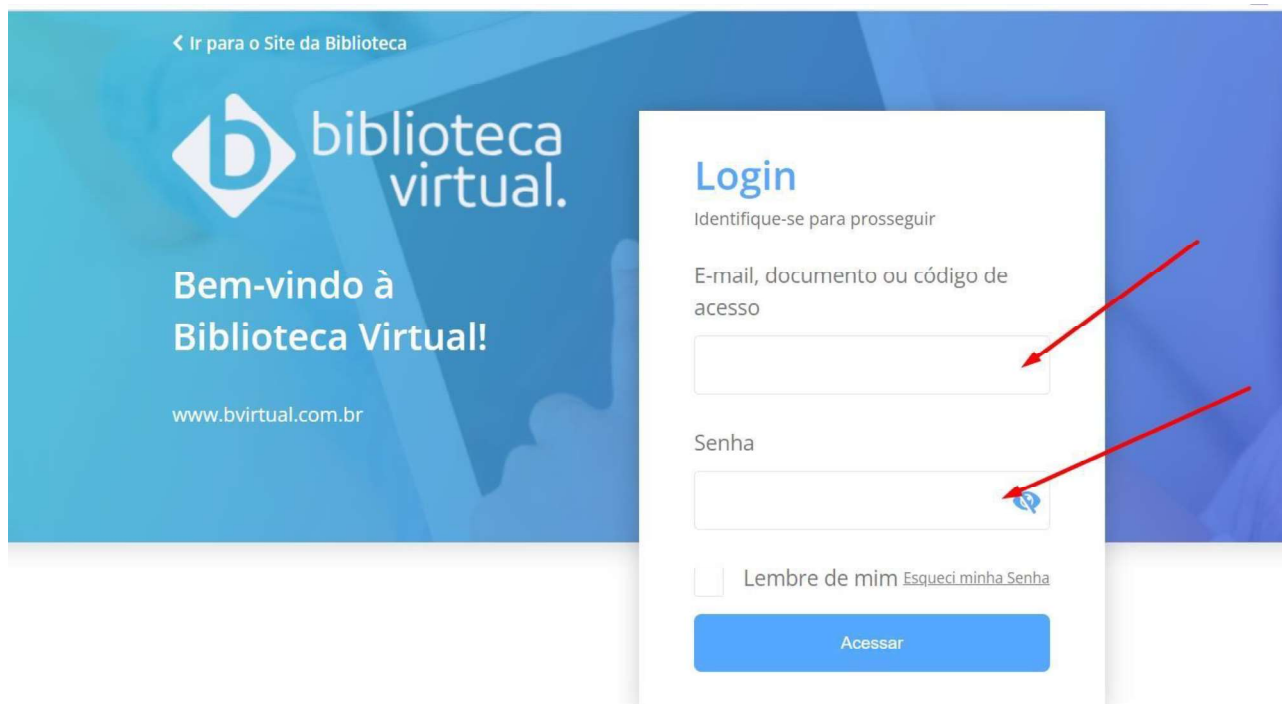 Ir para o Site da Biblioteca
b biblioteca
virtual.
Bem-vindo à
Biblioteca Virtual!
www.bvirtual.com.br
Login
Identifique-se para prosseguir
E-mail, documento ou código de
acesso
Senha
Lembre de mim Esqueci minha Senha
Acessar